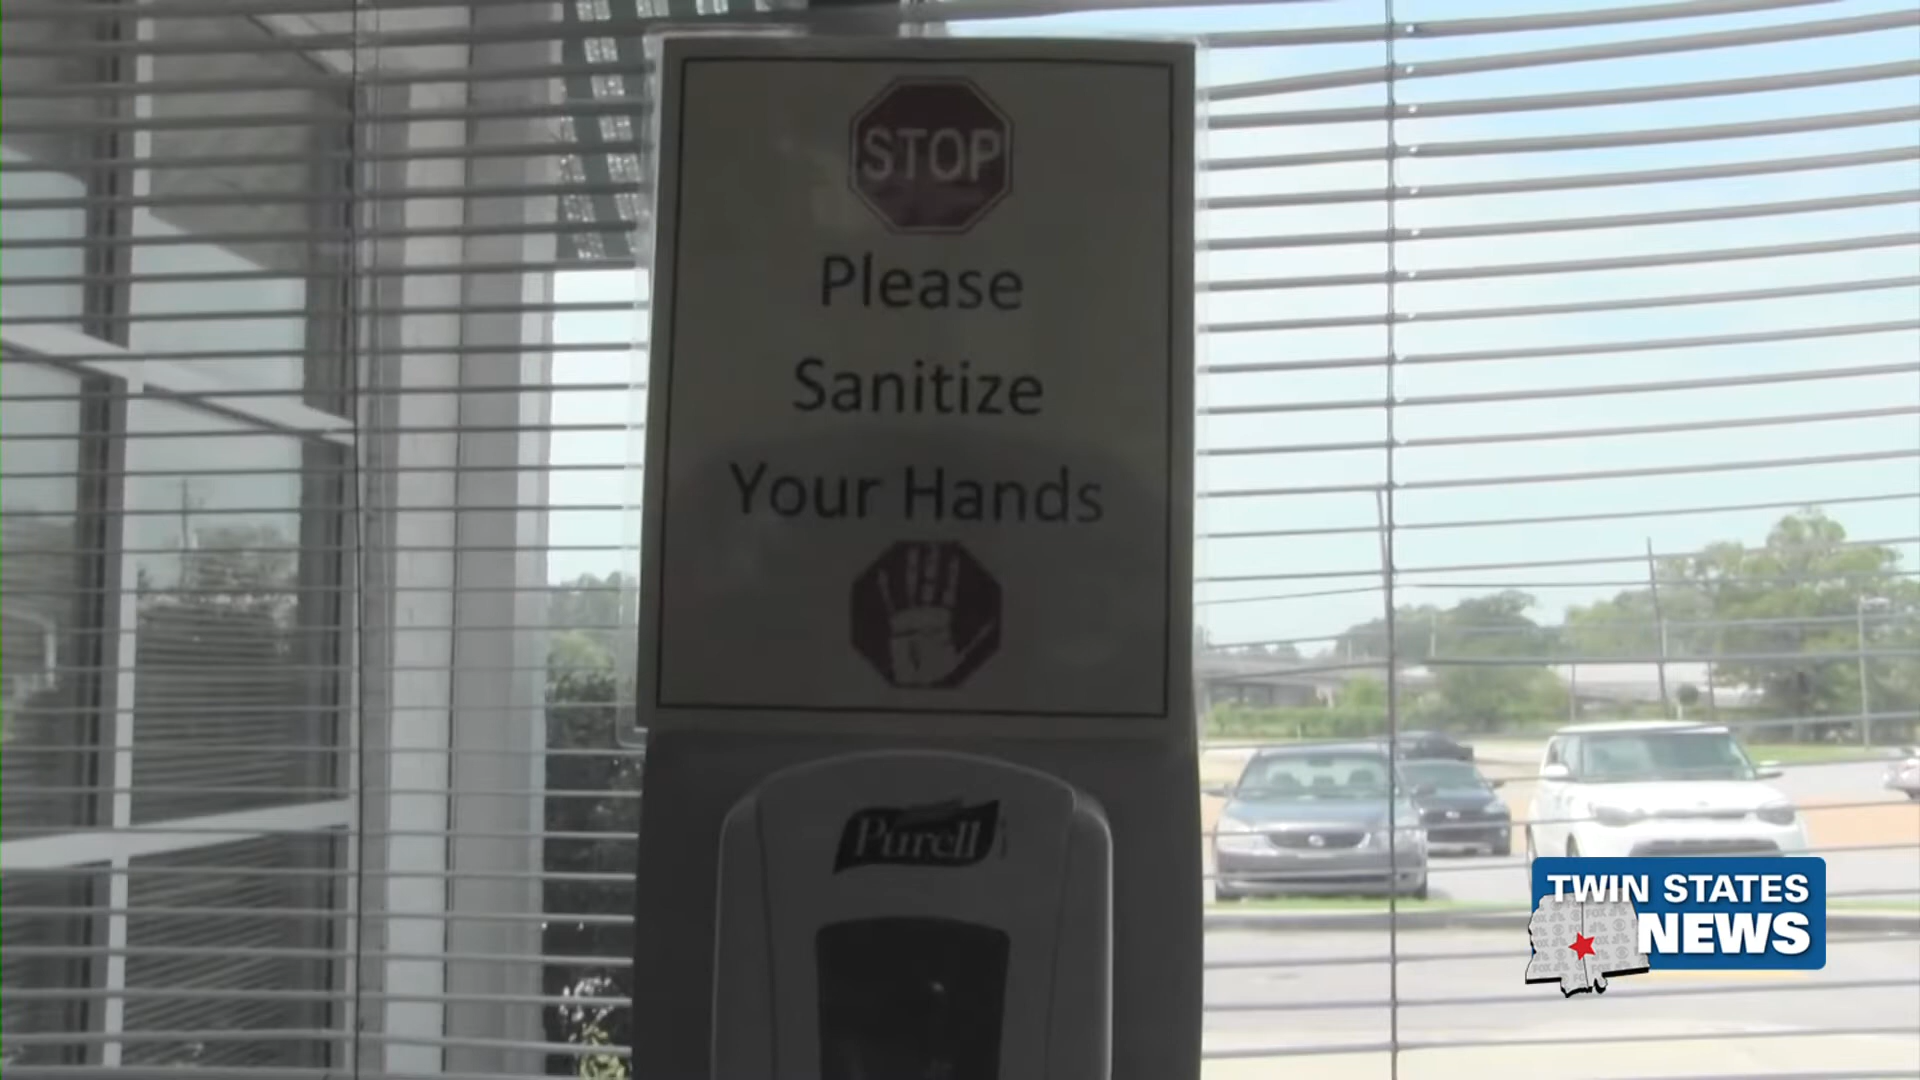 STOP
Please
Sanitize
Your Hands
Purell
TWIN STATES
NEWS